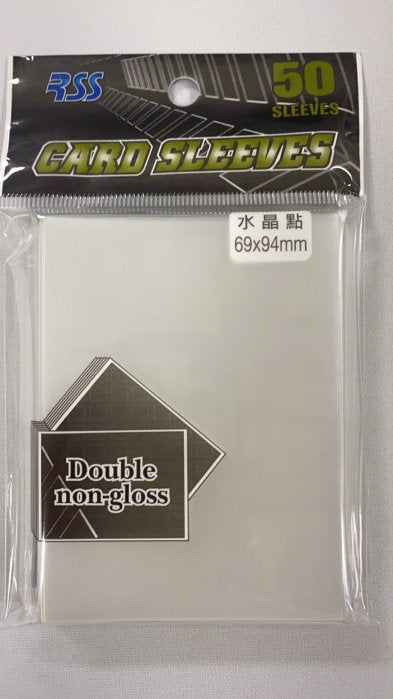 RSS
50
SLEEVES
CARD SLEEVES
水晶點
69x94mm
Double
non-gloss